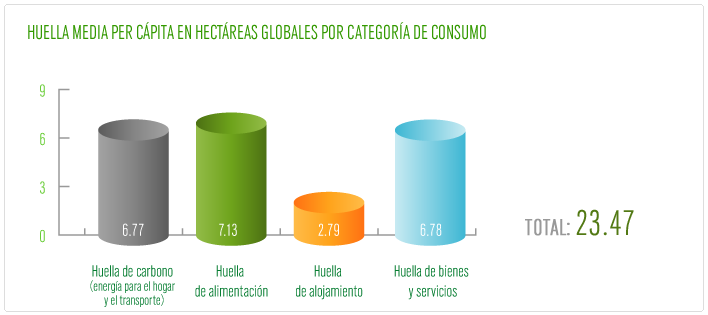 HUELLA MEDIA PER CÁPITA EN HECTÁREAS GLOBALES POR CATEGORÍA DE CONSUMO
9
6
3
0
6.77
7.13
2.79
6.78
TOTAL: 23.47
Huella de carbono
(energía para el hogar
y el transporte)
Huella
de alimentación
Huella
de alojamiento
Huella de bienes
y servicios